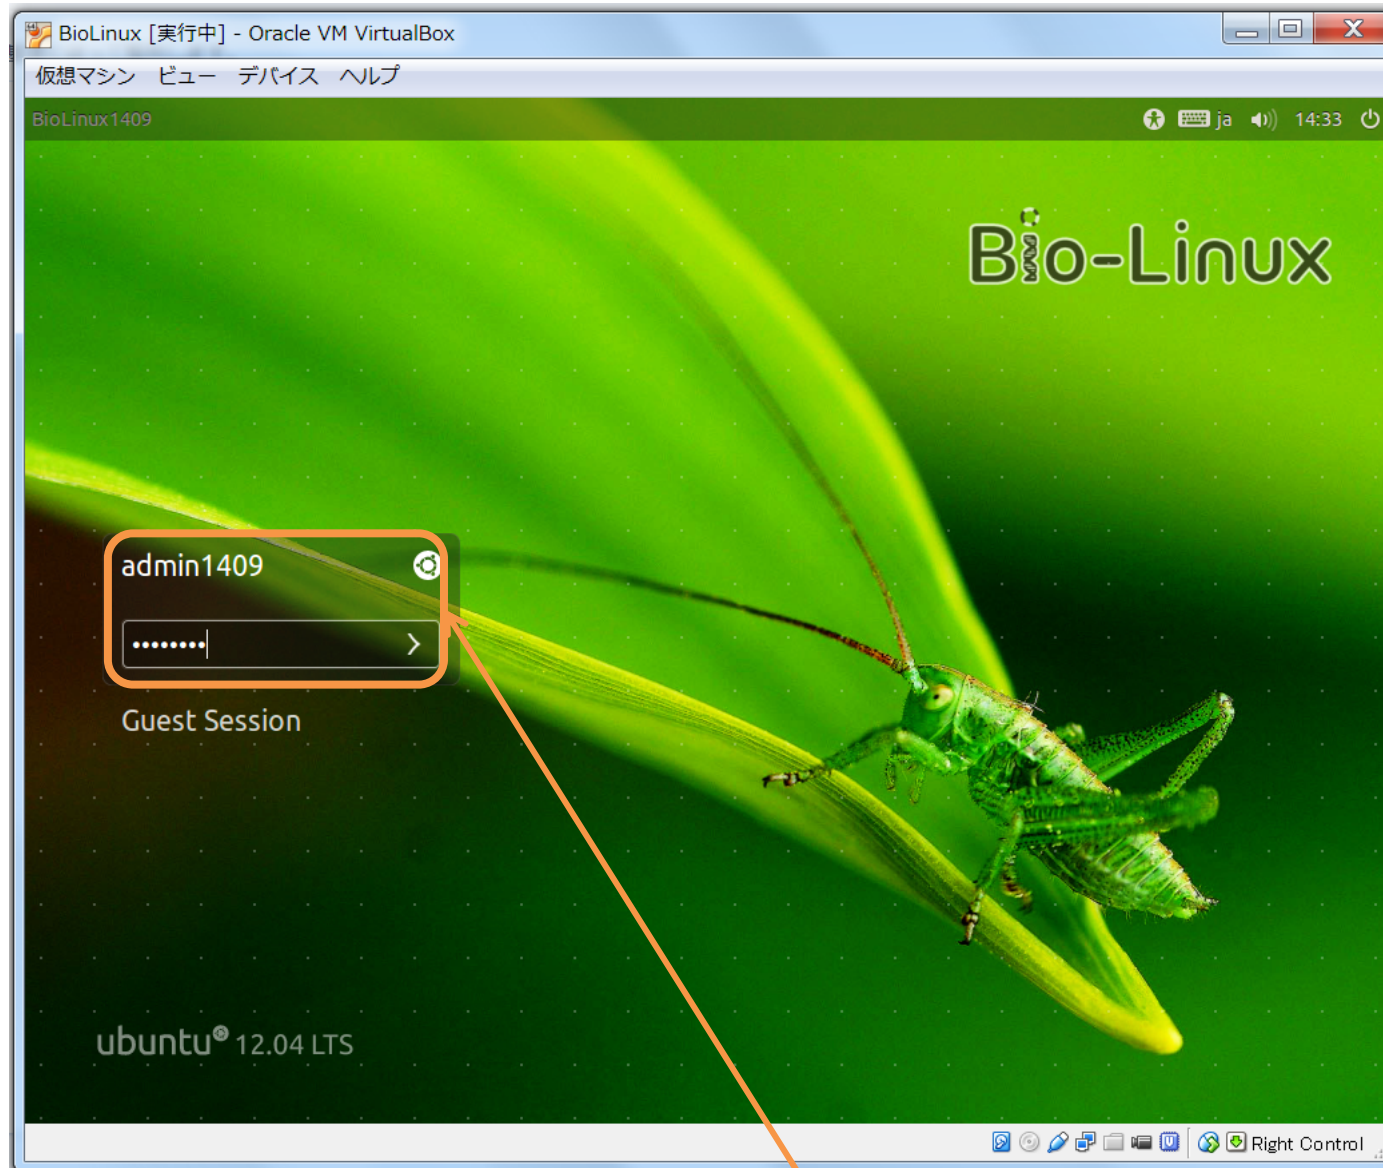 BioLinux [実行中] - Oracle VM VirtualBox
仮想マシン ビュー デバイス ヘルプ
BioLinux1409 ja 14:33
Bio-Linux
admin1409
••••••••
Guest Session
ubuntu 12.04 LTS
Right Control